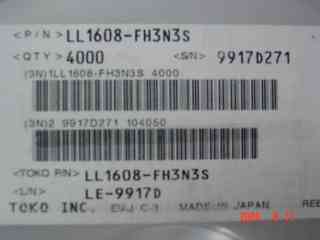 <P/N> LL1608-FH3N3S
<QTY> 4000 <S/N> 9917D271
(3N)1LL1608-FH3N3S 4000
(3N)2 9917D271 104050
<TOKO P/N> LL1608-FH3N3S
<L/N> LE-9917D
TOKO INC. MADE IN JAPAN REE